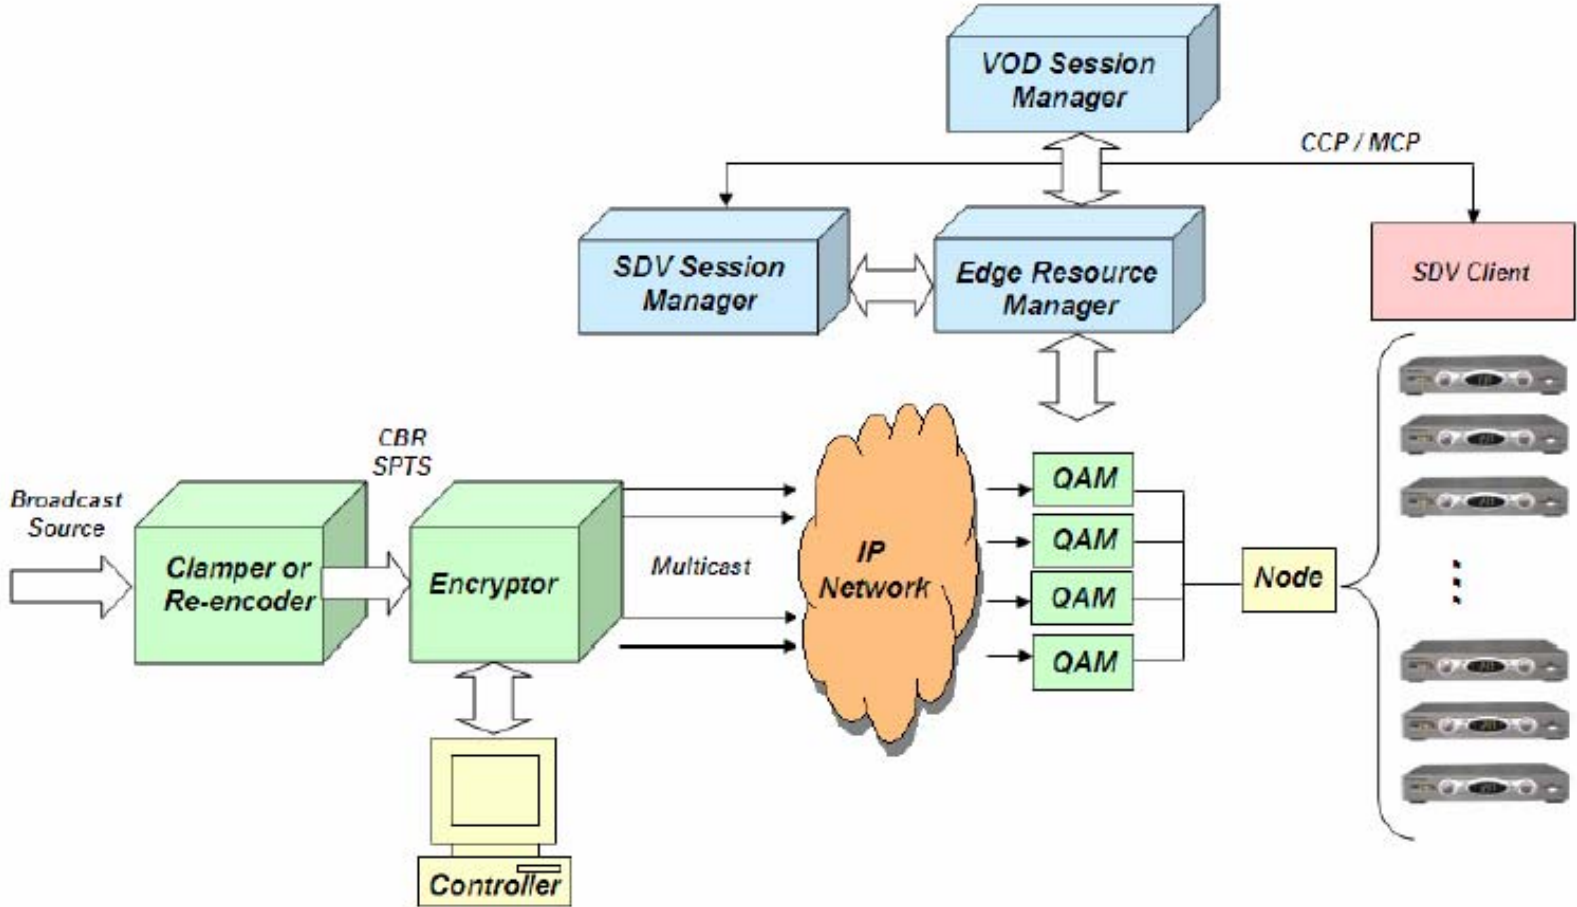 VOD Session
Manager
CCP / MCP
SDV Session
Manager
Edge Resource
Manager
SDV Client
Broadcast
Source
Clamper or
Re-encoder
CBR
SPTS
Encryptor
Multicast
IP
Network
QAM
QAM
QAM
QAM
Node
Controller